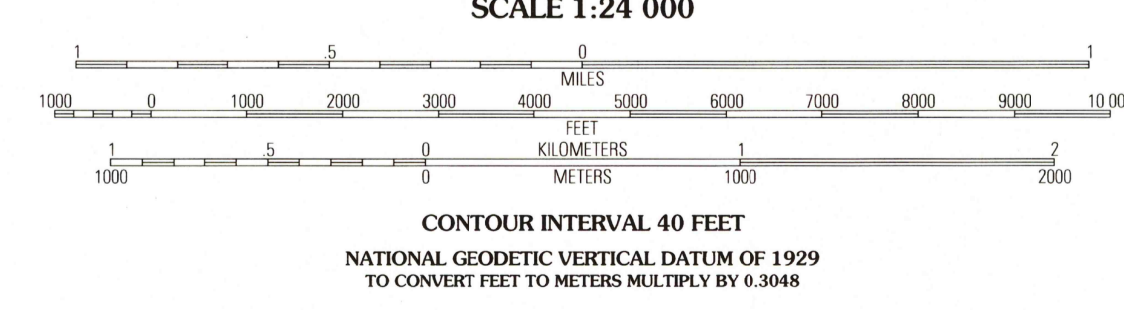 SCALE 1:24 000
1 .5 0 1
MILES
1000 0 1000 2000 3000 4000 5000 6000 7000 8000 9000 10 00
FEET
1 .5 0 KILOMETERS 1 2
1000 0 METERS 1000 2000
CONTOUR INTERVAL 40 FEET
NATIONAL GEODETIC VERTICAL DATUM OF 1929
TO CONVERT FEET TO METERS MULTIPLY BY 0.3048